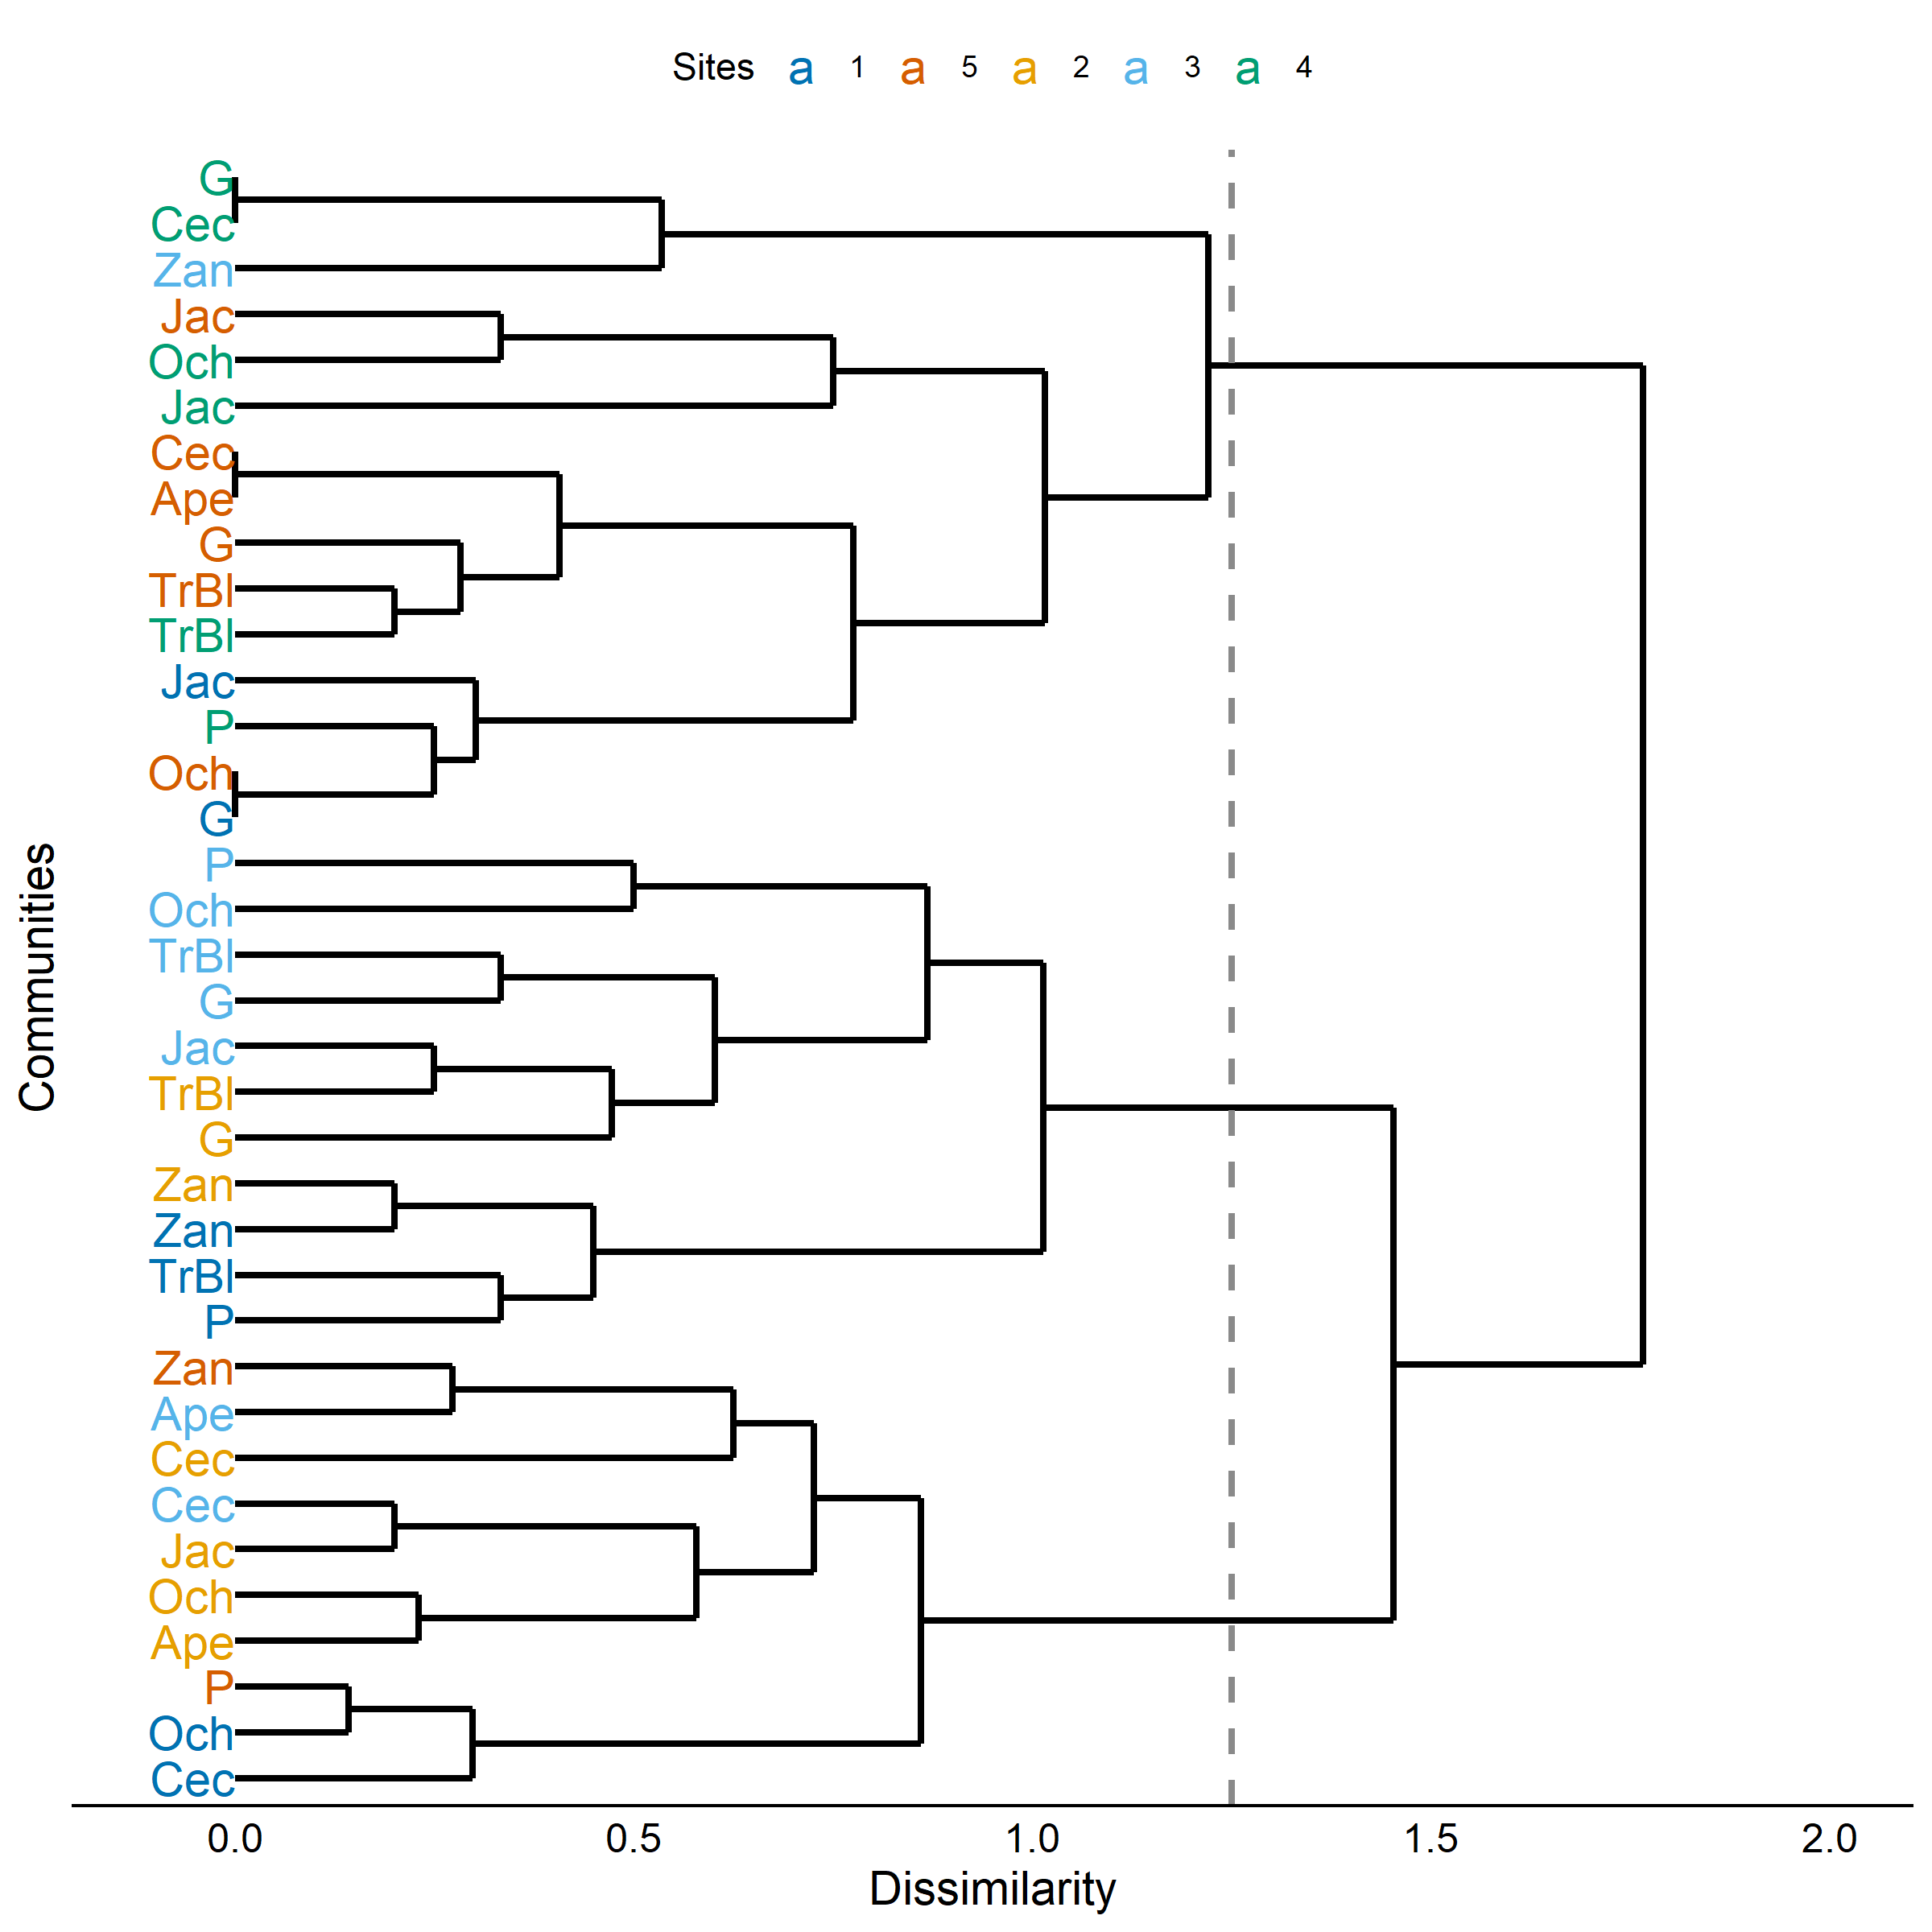 Sites a 1 a 5 a 2 a 3 a 4
G
Cec
Zan
Jac
Och
Jac
Cec
Ape
G
TrBl
TrBl
Jac
P
Och
G
P
Och
TrBl
G
Jac
TrBl
G
Zan
Zan
TrBl
P
Zan
Ape
Cec
Cec
Jac
Och
Ape
P
Och
Cec
Communities
0.0 0.5 1.0 1.5 2.0
Dissimilarity